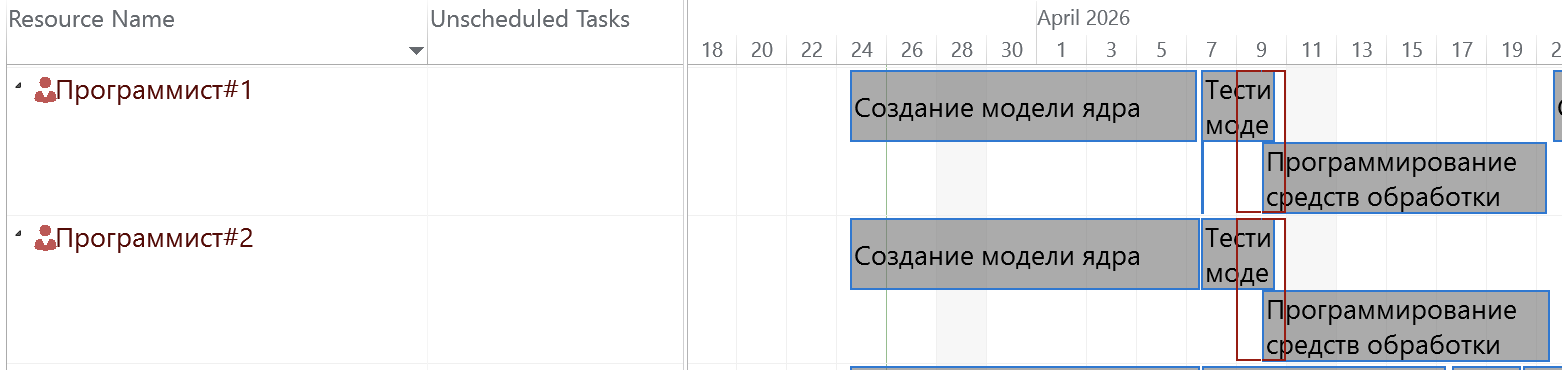 Resource Name
Unscheduled Tasks
April 2026
18 20 22 24 26 28 30 1 3 5 7 9 11 13 15 17 19
Программист#1
Создание модели ядра
Тести
моде
Программирование
средств обработки
Программист#2
Создание модели ядра
Тести
моде
Программирование
средств обработки